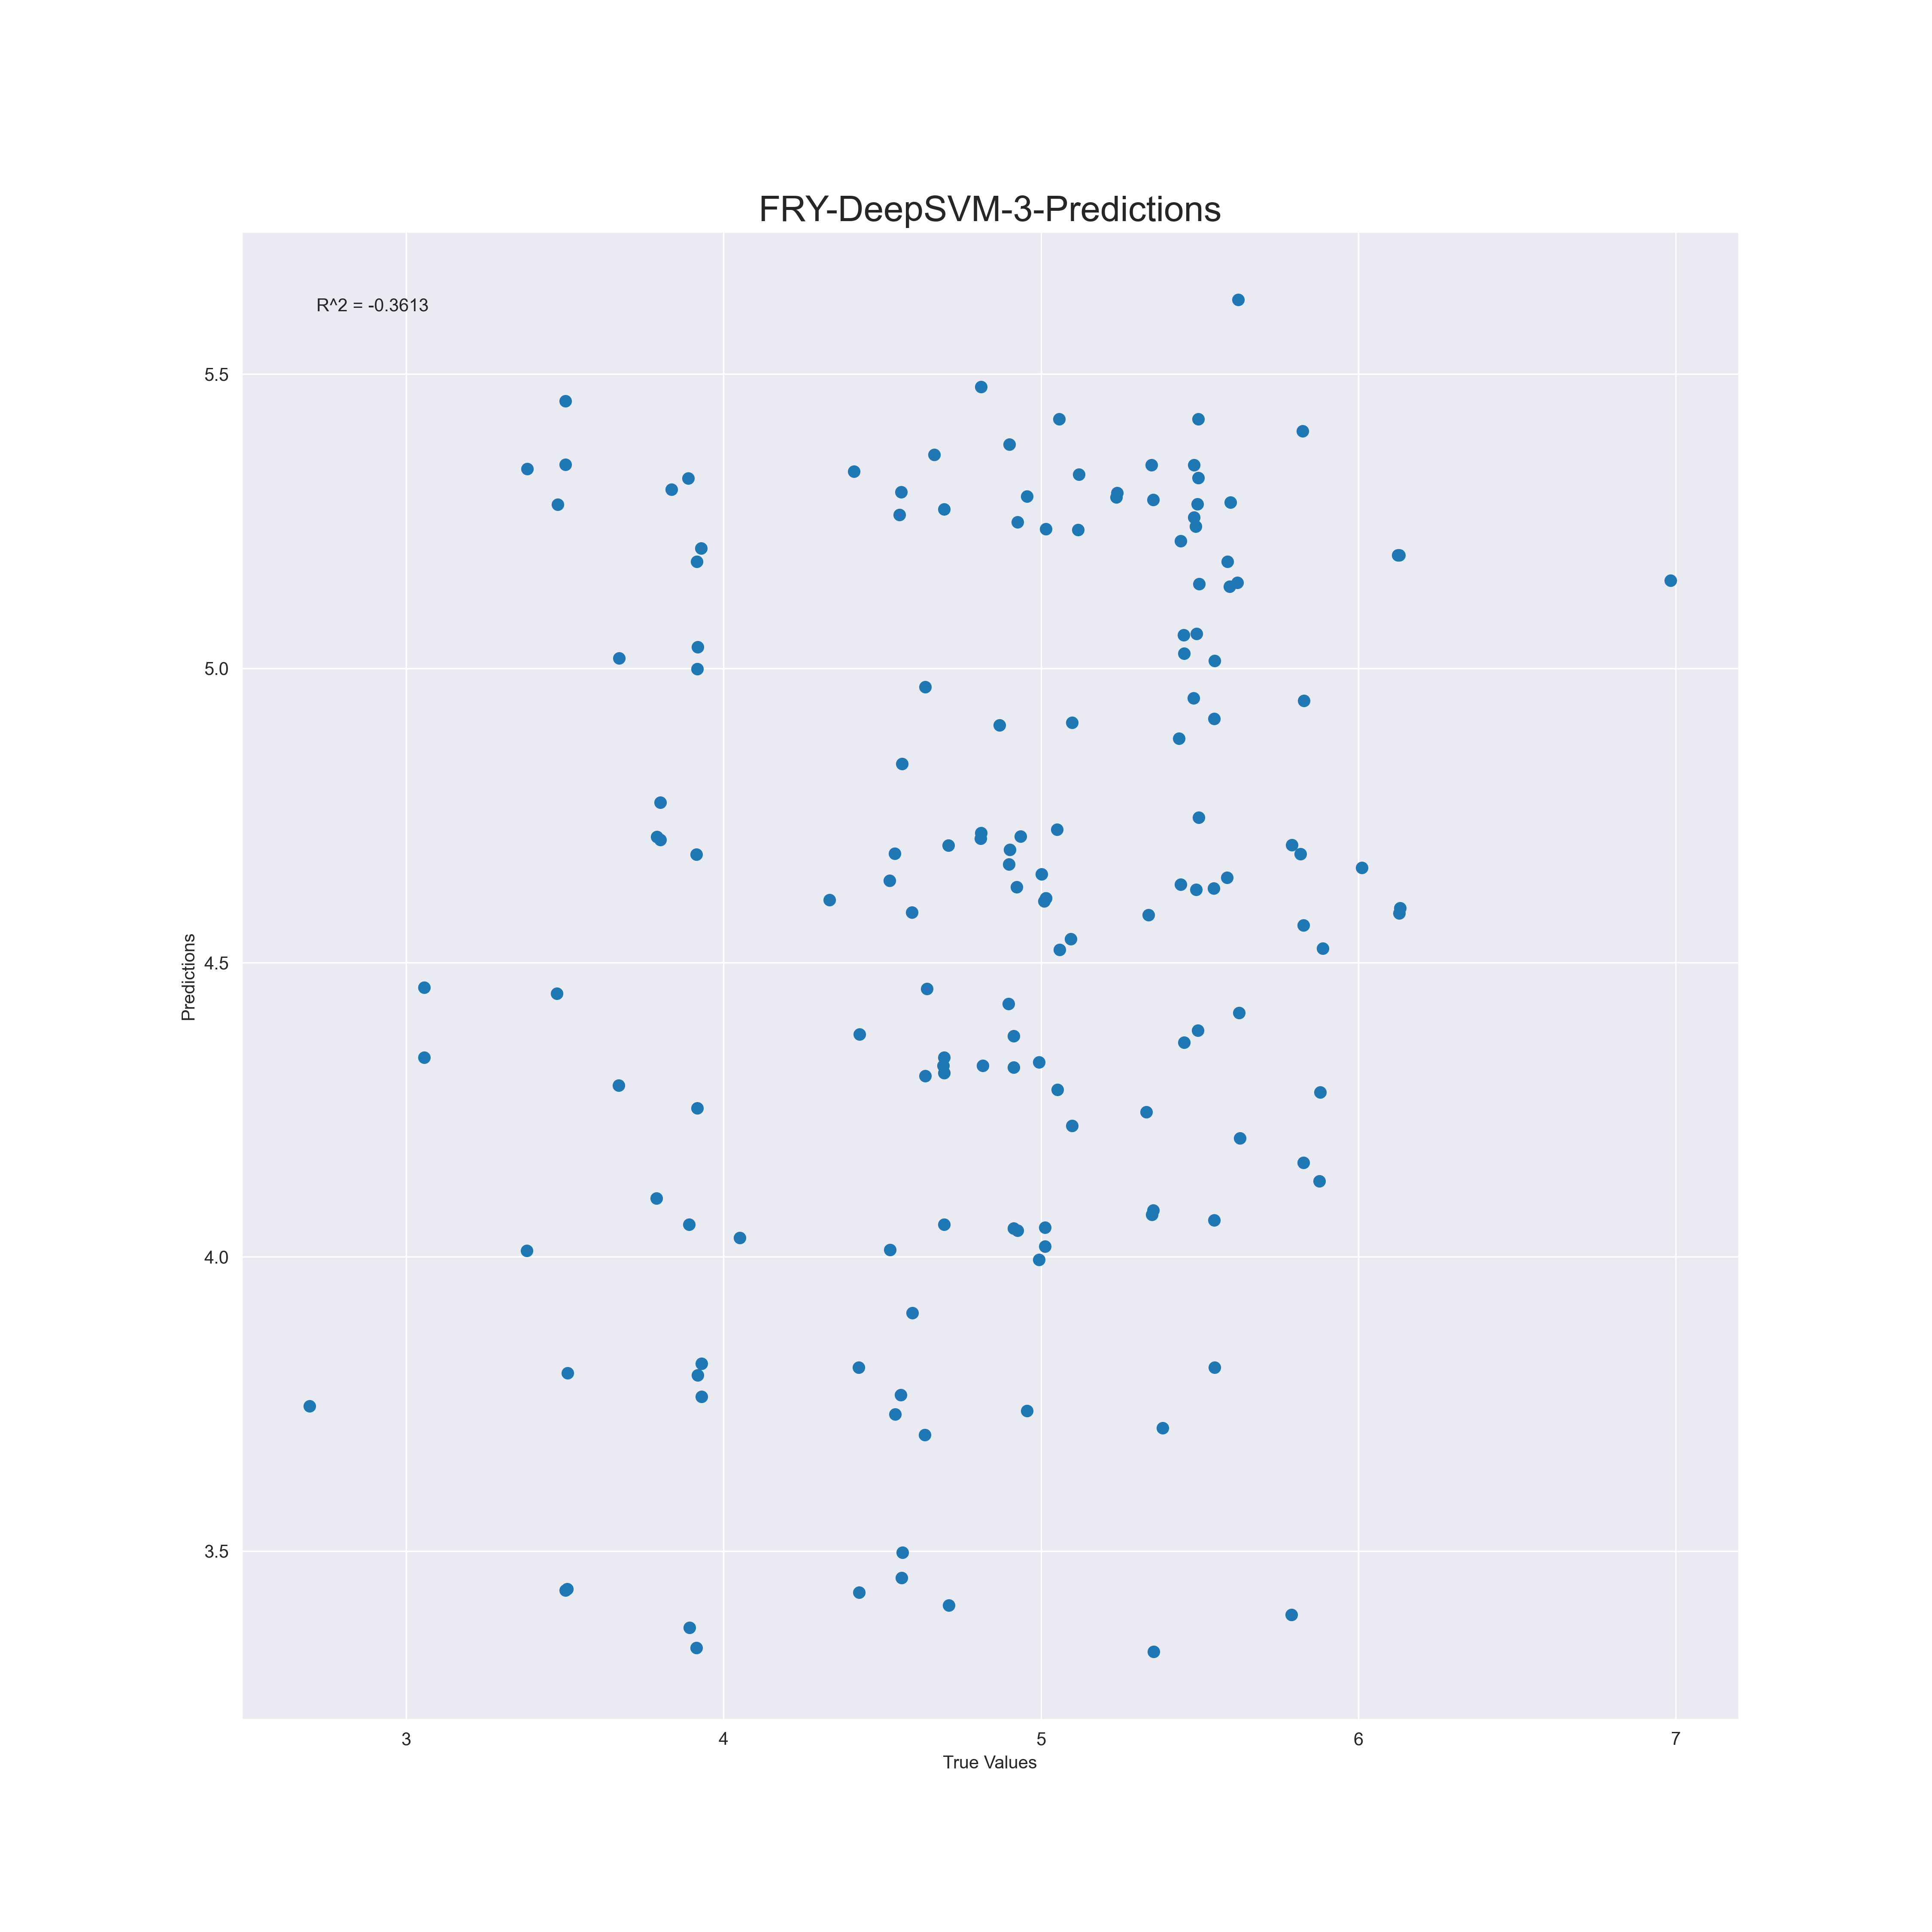 FRY-DeepSVM-3-Predictions
R^2 = -0.3613
5.5
5.0
4.5
4.0
3.5
Predictions
3 4 5 6 7
True Values